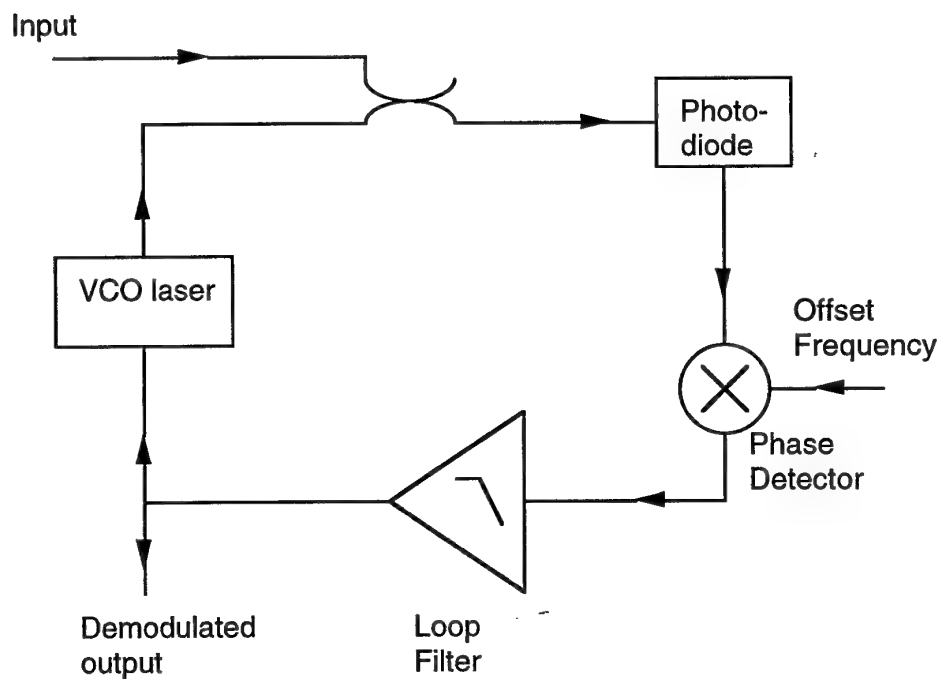 Input
Photo-
diode
VCO laser
Offset
Frequency
Phase
Detector
Demodulated
output
Loop
Filter